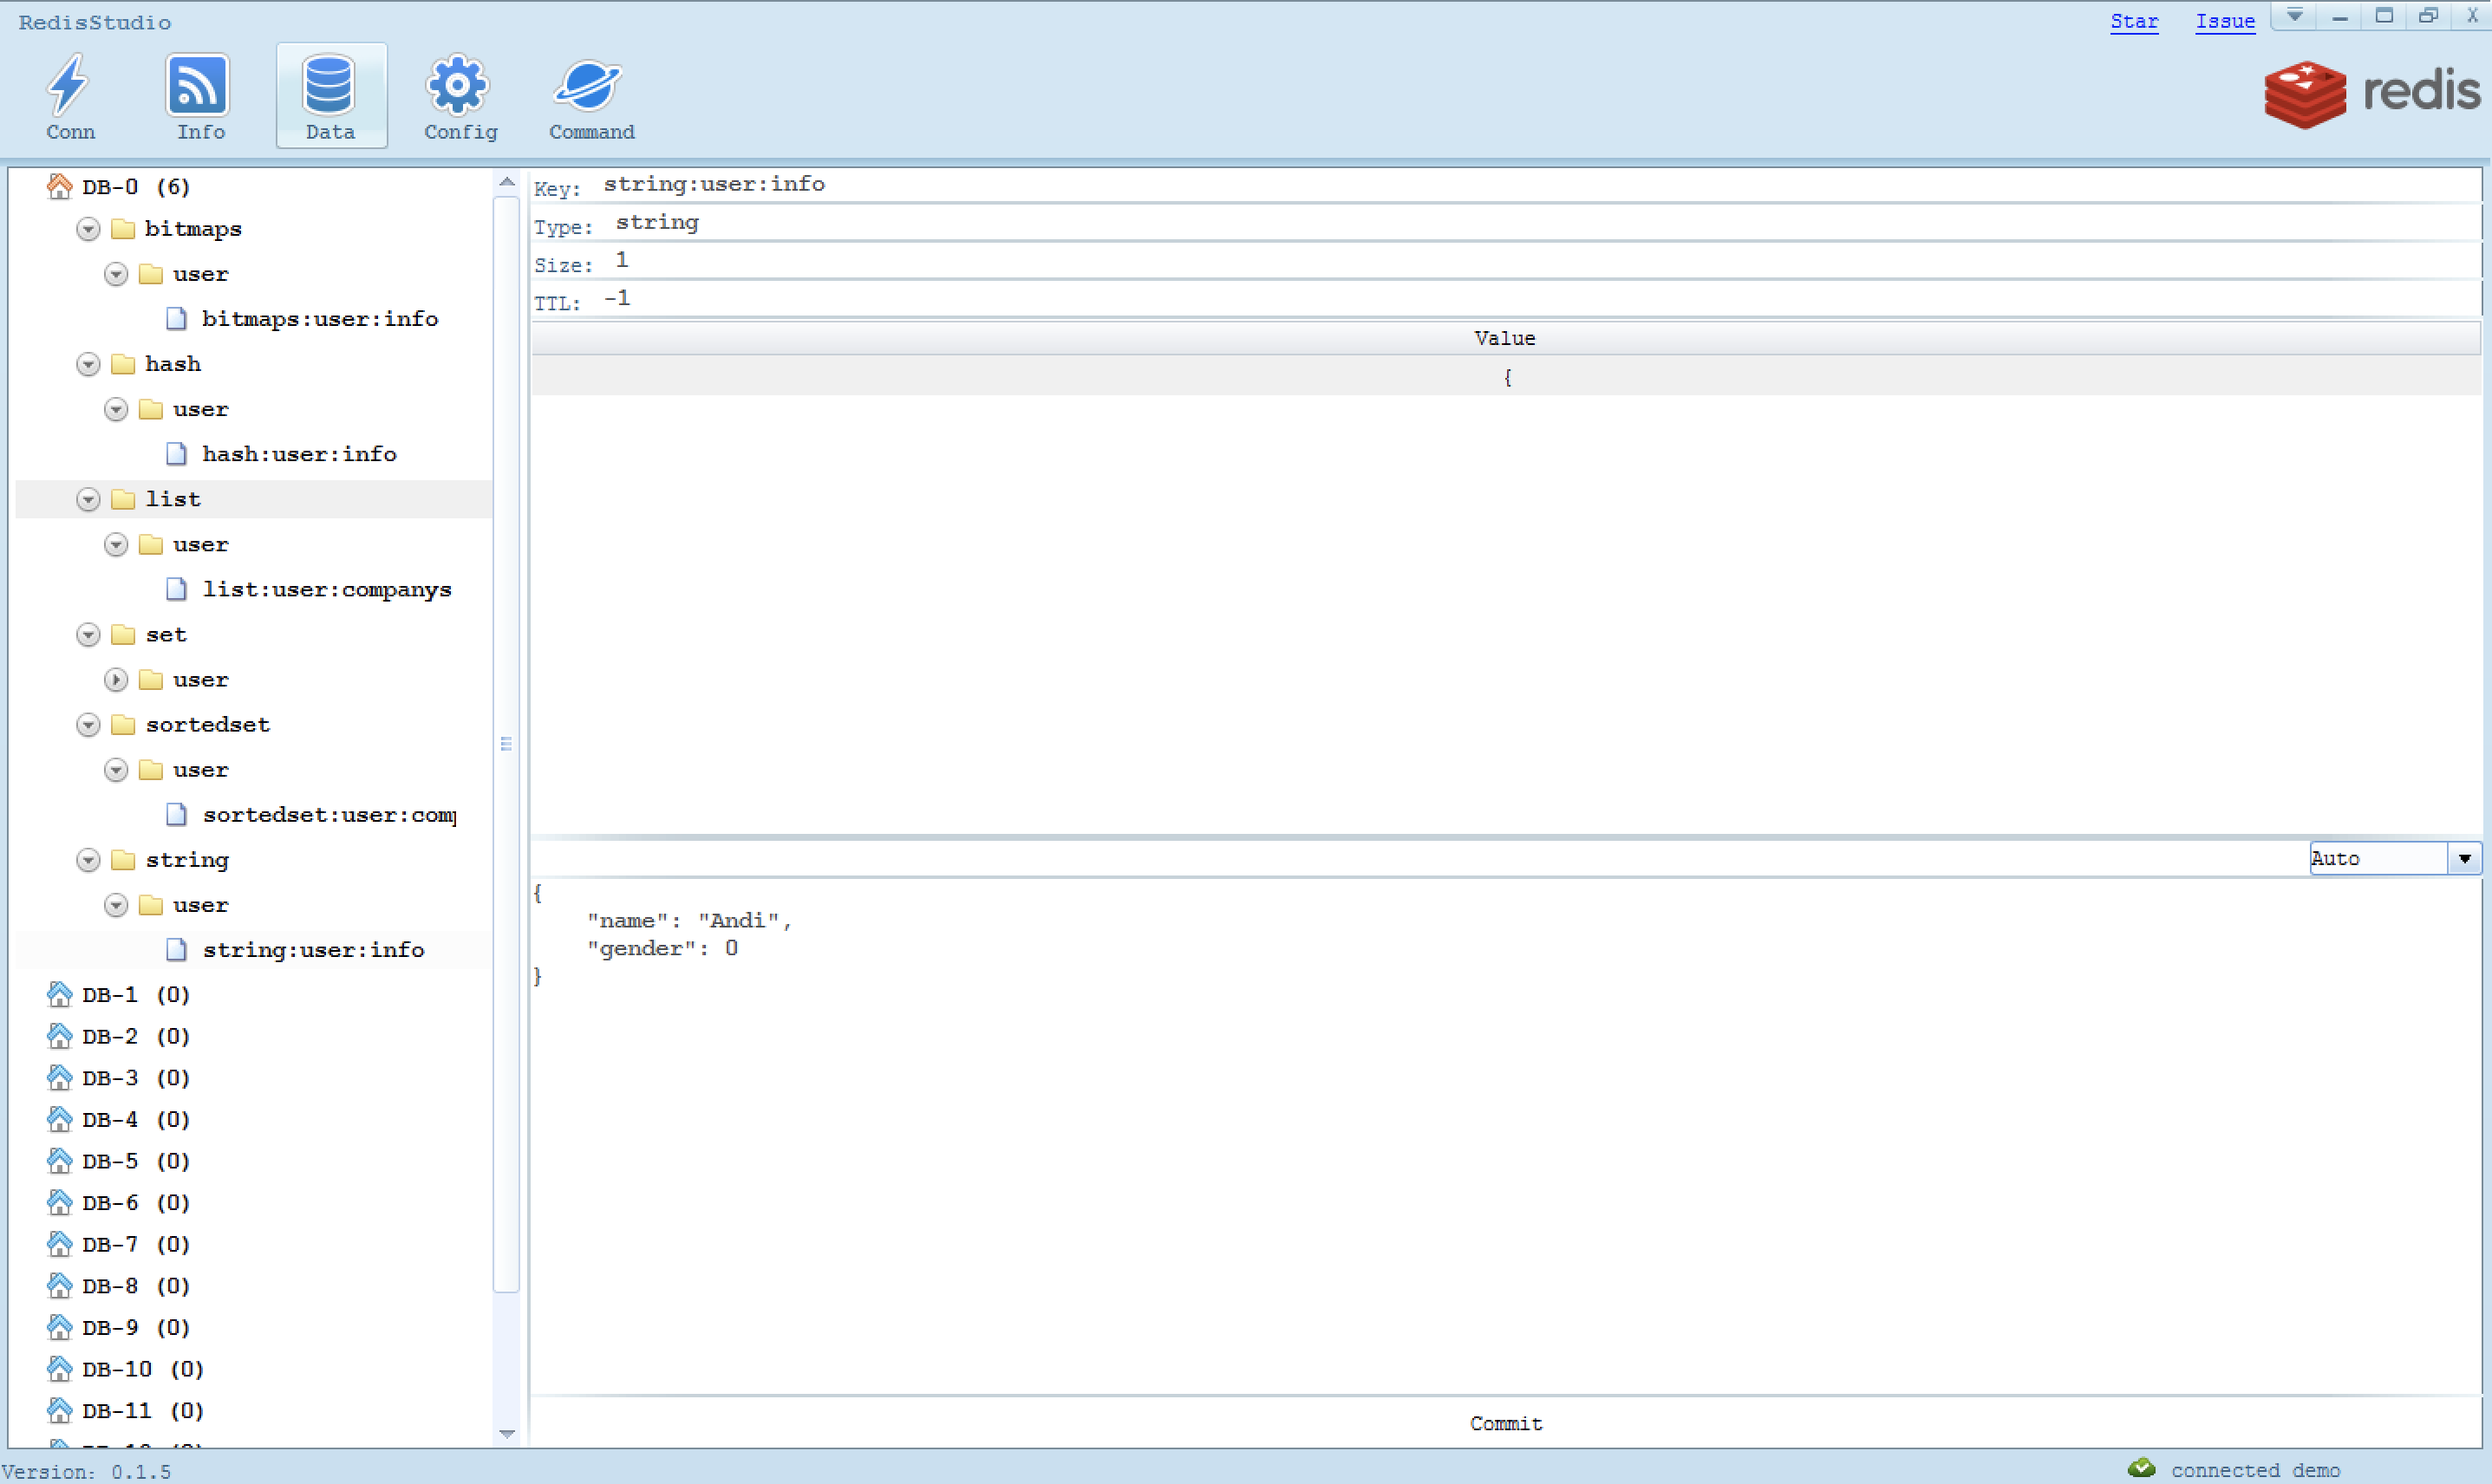 RedisStudio
Star Issue
Conn Info Data Config Command
redis
DB-0 (6)
bitmaps
user
bitmaps:user:info
hash
user
hash:user:info
list
user
list:user:companys
set
user
sortedset
user
sortedset:user:comp
string
user
string:user:info
DB-1 (0)
DB-2 (0)
DB-3 (0)
DB-4 (0)
DB-5 (0)
DB-6 (0)
DB-7 (0)
DB-8 (0)
DB-9 (0)
DB-10 (0)
DB-11 (0)
Key: string:user:info
Type: string
Size: 1
TTL: -1
Value
{
Auto
{
"name": "Andi",
"gender": 0
}
Commit
Version: 0.1.5
connected demo